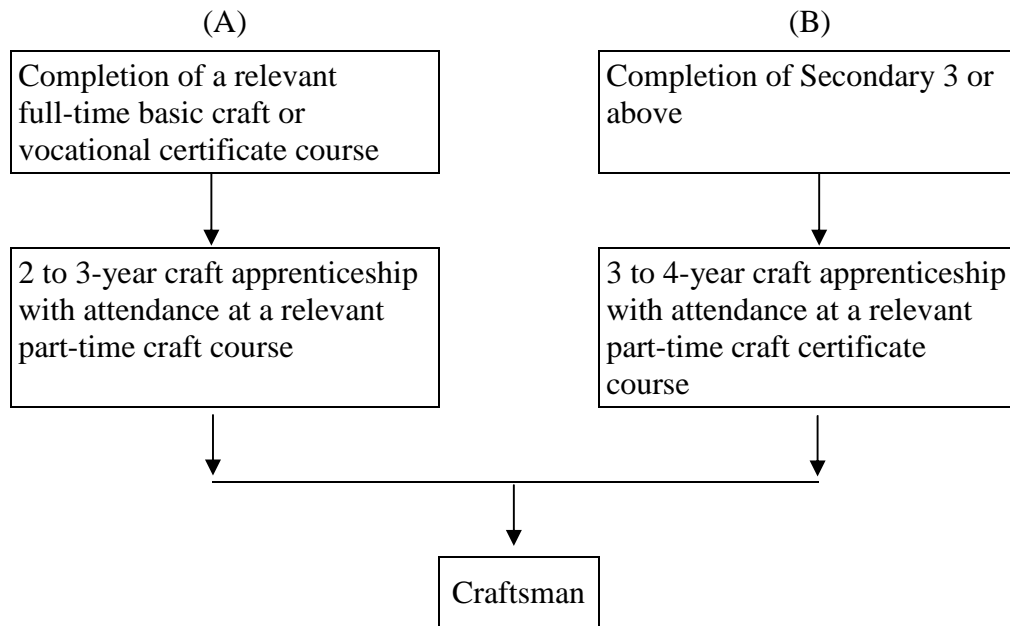 (A)
Completion of a relevant
full-time basic craft or
vocational certificate course
2 to 3-year craft apprenticeship
with attendance at a relevant
part-time craft course
(B)
Completion of Secondary 3 or
above
3 to 4-year craft apprenticeship
with attendance at a relevant
part-time craft certificate
course
Craftsman